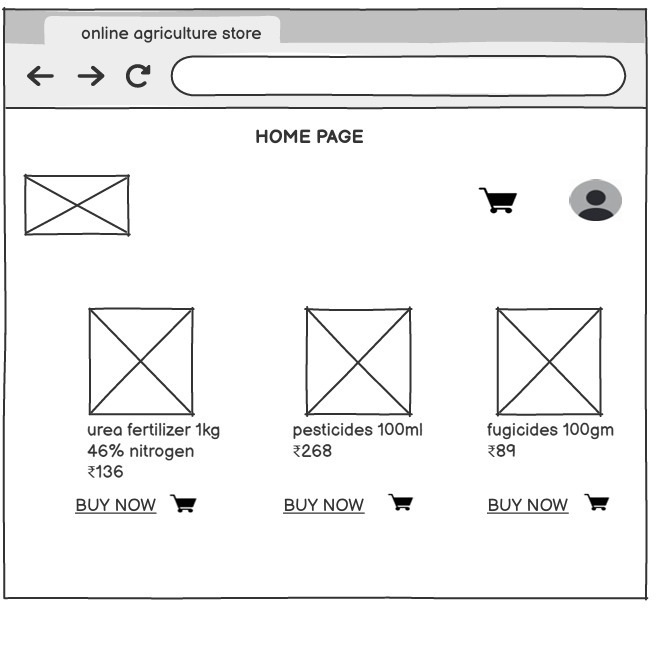 online agriculture store
HOME PAGE
urea fertilizer 1kg
46% nitrogen
₹136
pesticides 100ml
₹268
fugicides 100gm
₹89
BUY NOW
BUY NOW
BUY NOW